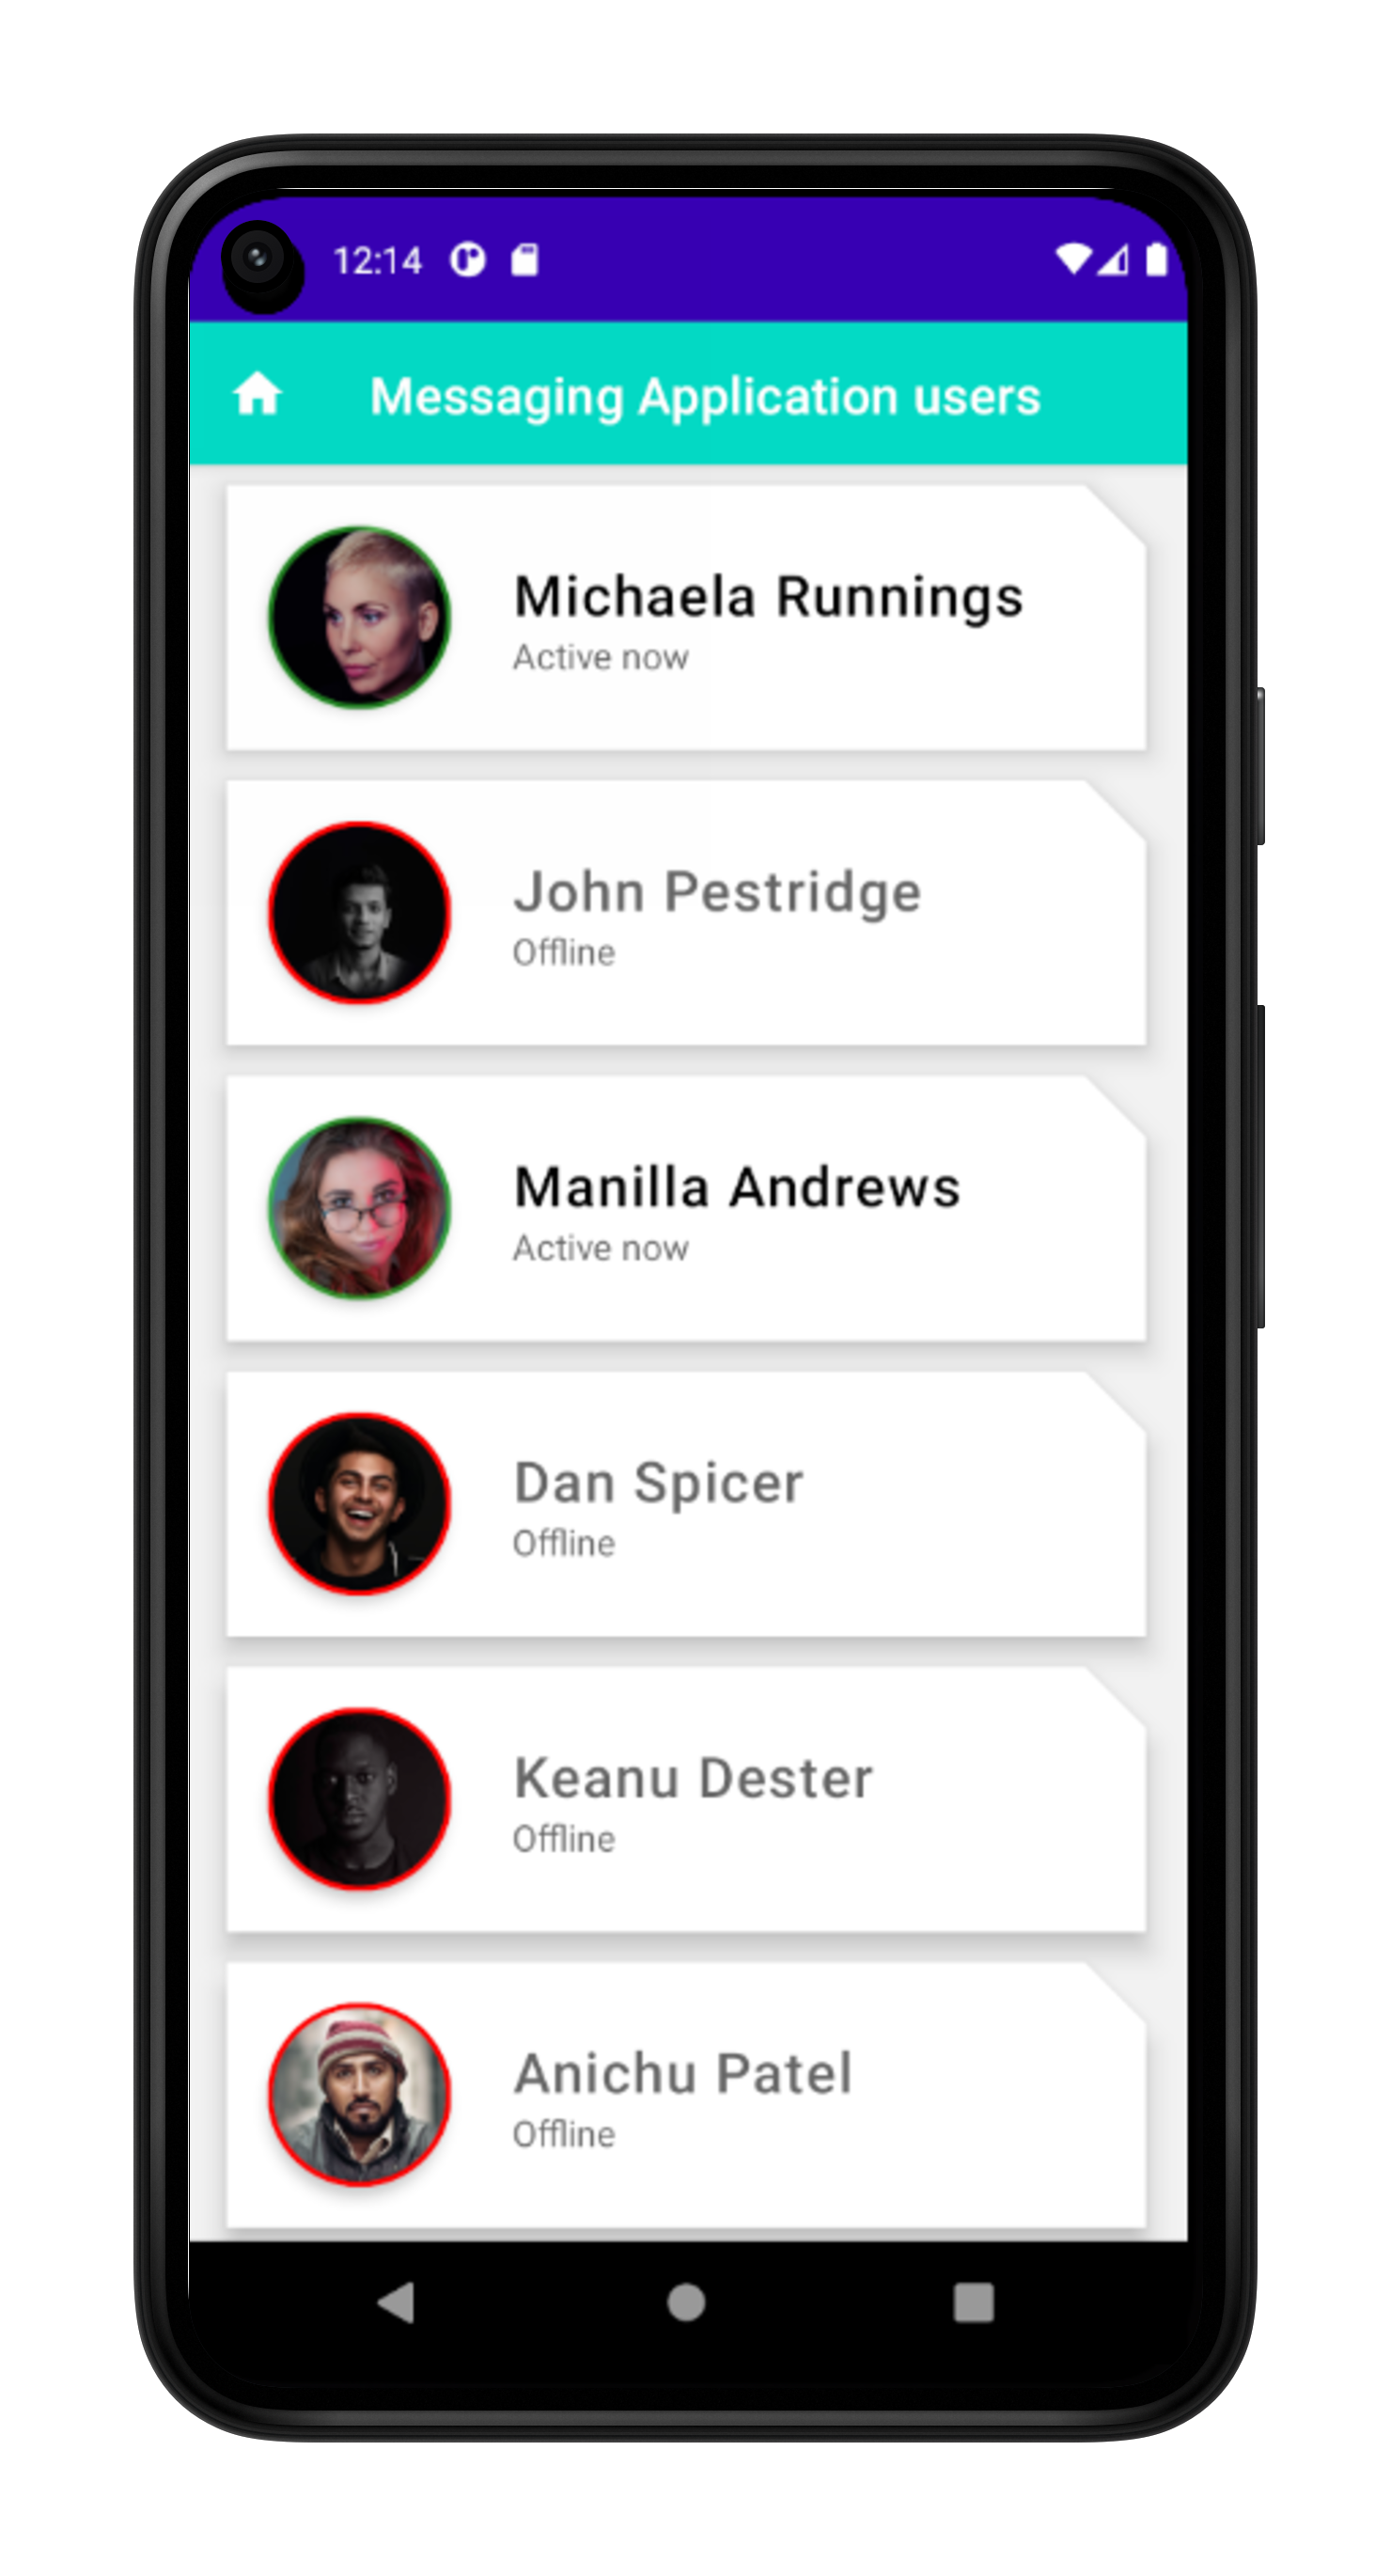 12:14
Messaging Application users
Michaela Runnings
Active now
John Pestridge
Offline
Manilla Andrews
Active now
Dan Spicer
Offline
Keanu Dester
Offline
Anichu Patel
Offline